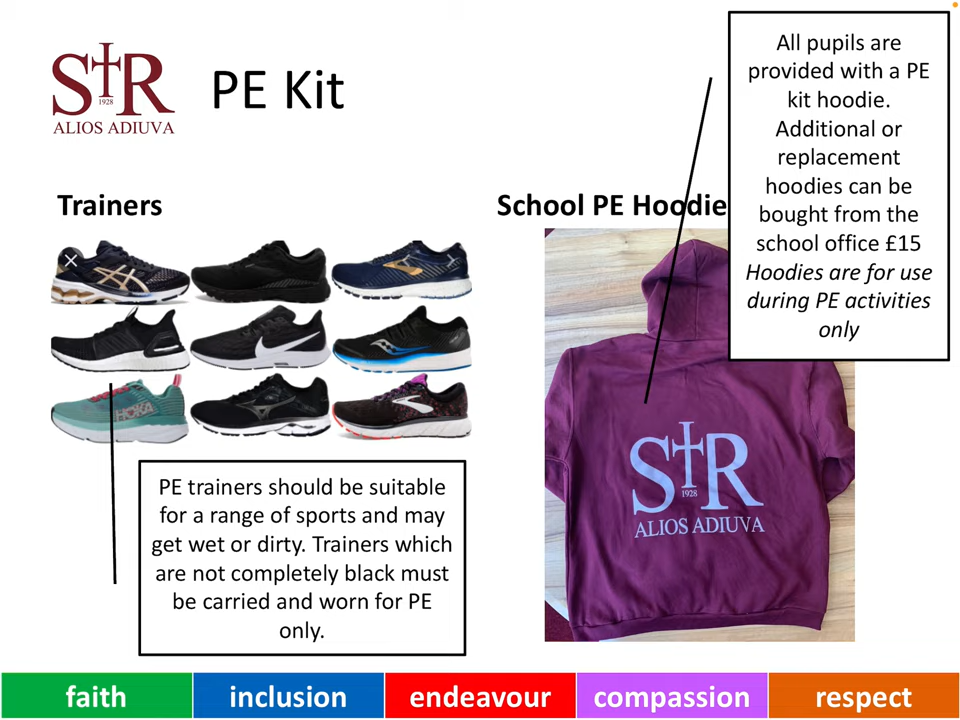 STR
1928
ALIOS ADIUVA
PE Kit
All pupils are
provided with a PE
kit hoodie.
Additional or
replacement
hoodies can be
bought from the
school office £15
Hoodies are for use
during PE activities
only
Trainers
School PE Hoodie
HOKA
PE trainers should be suitable
for a range of sports and may
get wet or dirty. Trainers which
are not completely black must
be carried and worn for PE
only.
STR
1928
ALIOS ADIUVA
faith
inclusion
endeavour
compassion
respect